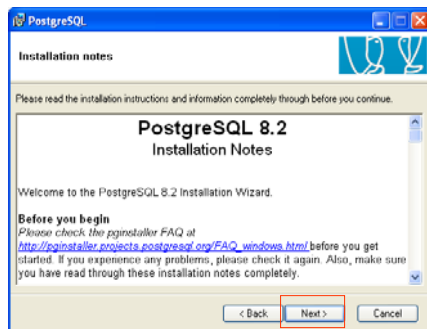 PostgreSQL
Installation notes
Please read the installation instructions and information completely through before you continue.
PostgreSQL 8.2
Installation Notes
Welcome to the PostgreSQL 8.2 Installation Wizard.
Before you begin
Please check the pginstaller FAQ at
http://pginstaller.projects.postgresql.org/FAQ_windows.html before you get
started. If you experience any problems, please check it again. Also, make sure
you have read through these installation notes completely.
< Back Next > Cancel